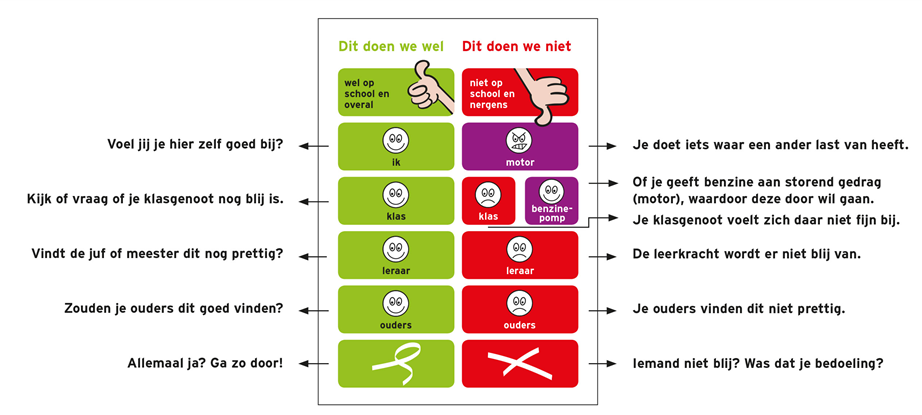 Dit doen we wel
Dit doen we niet
wel op
school en
overal
niet op
school en
nergens
Voel jij je hier zelf goed bij?
ik
motor
Je doet iets waar een ander last van heeft.
Kijk of vraag of je klasgenoot nog blij is.
klas
klas
benzine-
pomp
Of je geeft benzine aan storend gedrag
(motor), waardoor deze door wil gaan.
Je klasgenoot voelt zich daar niet fijn bij.
Vindt de juf of meester dit nog prettig?
leraar
leraar
De leerkracht wordt er niet blij van.
Zouden je ouders dit goed vinden?
ouders
ouders
Je ouders vinden dit niet prettig.
Allemaal ja? Ga zo door!
Iemand niet blij? Was dat je bedoeling?